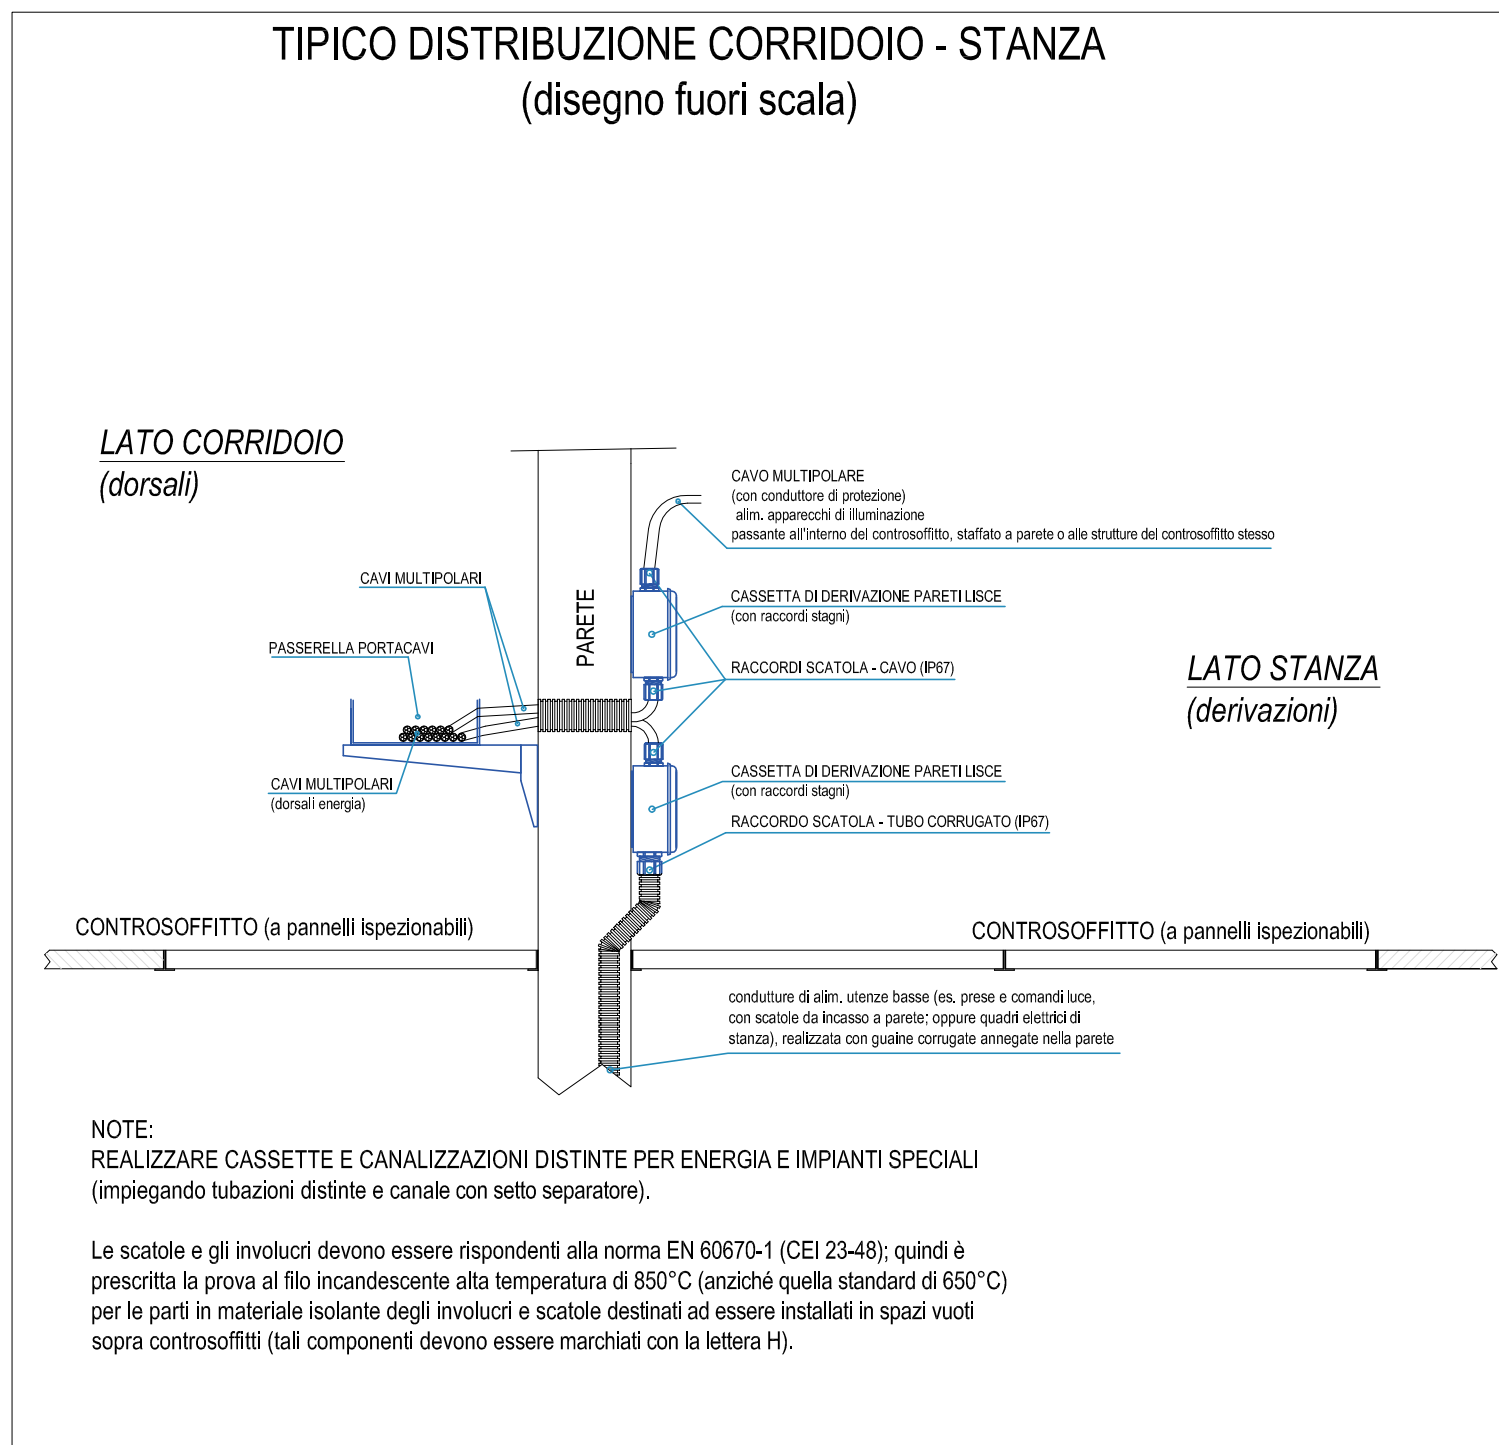 TIPICO DISTRIBUZIONE CORRIDOIO - STANZA
(disegno fuori scala)
LATO CORRIDOIO
(dorsali)
CAVO MULTIPOLARE
(con conduttore di protezione)
alim. apparecchi di illuminazione
passante all'interno del controsoffitto, staffato a parete o alle strutture del controsoffitto stesso
CAVI MULTIPOLARI
PARETE
CASSETTA DI DERIVAZIONE PARETI LISCE
(con raccordi stagni)
PASSERELLA PORTACAVI
RACCORDI SCATOLA - CAVO (IP67)
LATO STANZA
(derivazioni)
CAVI MULTIPOLARI
(dorsali energia)
CASSETTA DI DERIVAZIONE PARETI LISCE
(con raccordi stagni)
RACCORDO SCATOLA - TUBO CORRUGATO (IP67)
CONTROSOFFITTO (a pannelli ispezionabili)
CONTROSOFFITTO (a pannelli ispezionabili)
condutture di alim. utenze basse (es. prese e comandi luce,
con scatole da incasso a parete; oppure quadri elettrici di
stanza), realizzata con guaine corrugate annegate nella parete
NOTE:
REALIZZARE CASSETTE E CANALIZZAZIONI DISTINTE PER ENERGIA E IMPIANTI SPECIALI
(impiegando tubazioni distinte e canale con setto separatore).
Le scatole e gli involucri devono essere rispondenti alla norma EN 60670-1 (CEI 23-48); quindi è
prescritta la prova al filo incandescente alta temperatura di 850°C (anziché quella standard di 650°C)
per le parti in materiale isolante degli involucri e scatole destinati ad essere installati in spazi vuoti
sopra controsoffitti (tali componenti devono essere marchiati con la lettera H).